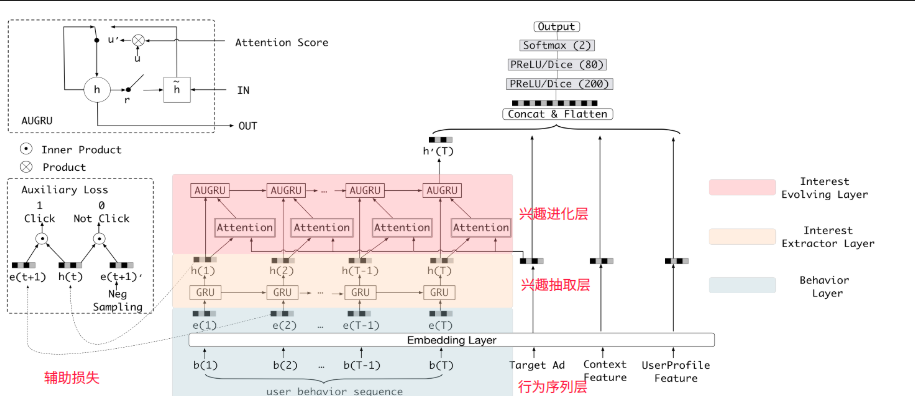 Output
Softmax (2)
PReLU/Dice (80)
PReLU/Dice (200)
Concat & Flatten
h'(T)
u'
u
Attention Score
h
r
h̃
IN
AUGRU
OUT
Inner Product
Product
Auxiliary Loss
1
0
Click
Not Click
e(t+1)
h(t)
e(t+1)'
Neg
Sampling
辅助损失
AUGRU
AUGRU
...
AUGRU
AUGRU
Attention
Attention
Attention
Attention
兴趣进化层
h(1)
h(2)
h(T-1)
h(T)
兴趣抽取层
GRU
GRU
...
GRU
GRU
e(1)
e(2)
...
e(T-1)
e(T)
Embedding Layer
b(1)
b(2)
...
b(T-1)
b(T)
user behavior sequence
Target Ad
Context
Feature
UserProfile
Feature
行为序列层
Interest
Evolving Layer
Interest
Extractor Layer
Behavior
Layer